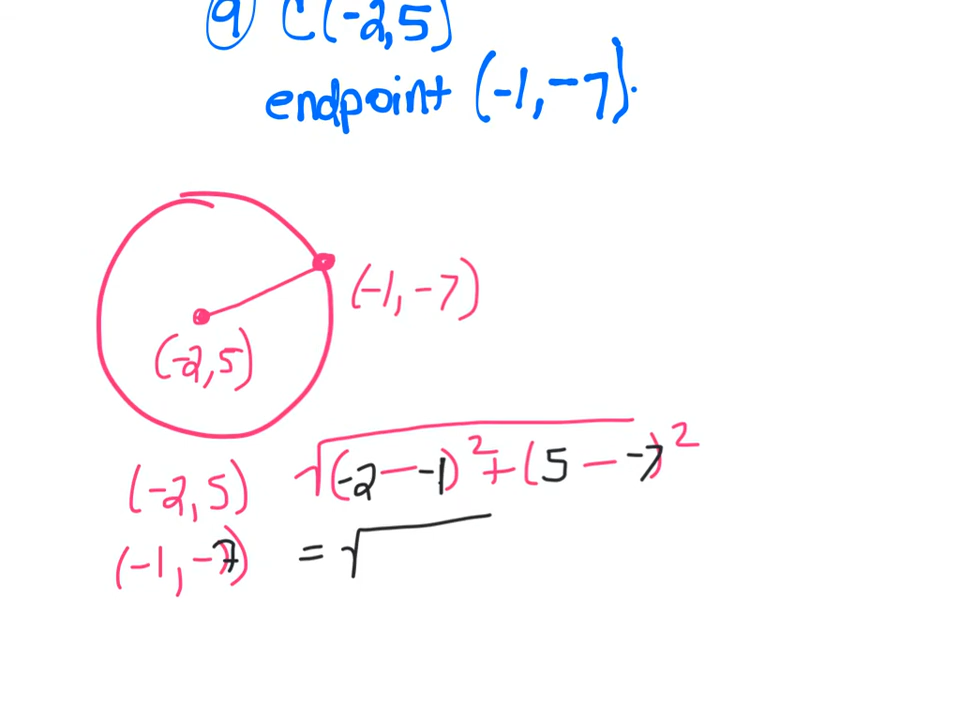 9 C(-2,5)
endpoint (-1,-7).
(-1,-7)
(-2,5)
(-2,5) √(-2--1)²+(5--7)²
(-1,-7) =√